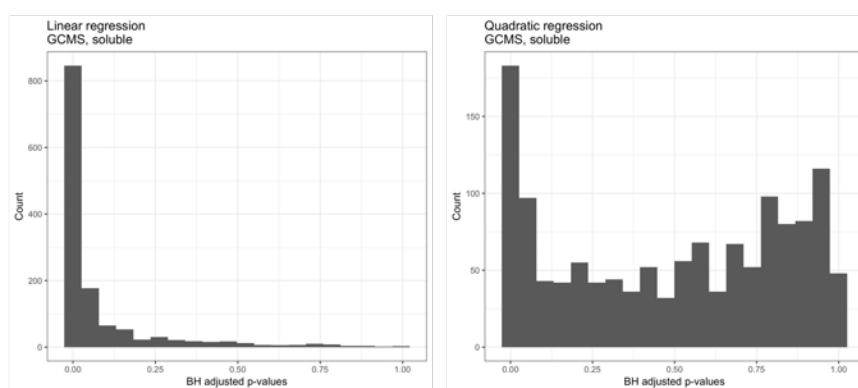 Linear regression
GCMS, soluble
800
600
400
200
0
Count
0.00 0.25 0.50 0.75 1.00
BH adjusted p-values
Quadratic regression
GCMS, soluble
150
100
50
0
Count
0.00 0.25 0.50 0.75 1.00
BH adjusted p-values